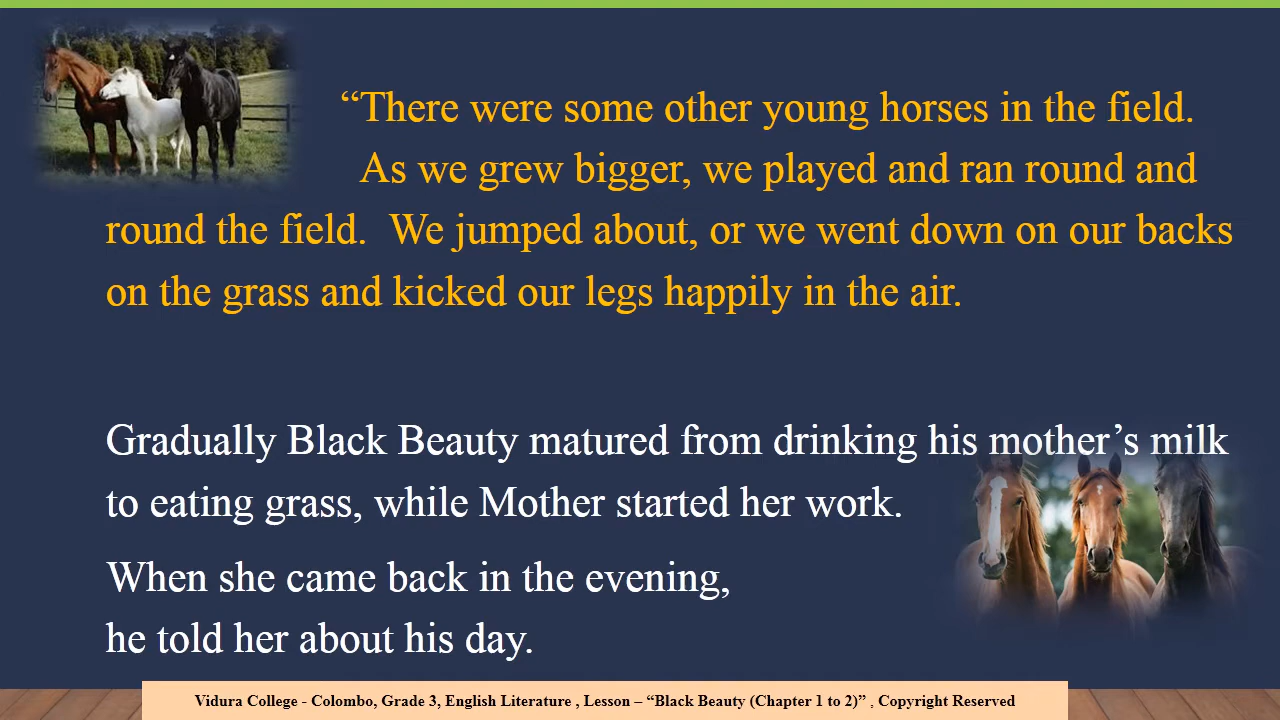 “There were some other young horses in the field.
As we grew bigger, we played and ran round and
round the field.  We jumped about, or we went down on our backs
on the grass and kicked our legs happily in the air.
Gradually Black Beauty matured from drinking his mother’s milk
to eating grass, while Mother started her work.
When she came back in the evening,
he told her about his day.
Vidura College - Colombo, Grade 3, English Literature , Lesson – “Black Beauty (Chapter 1 to 2)” , Copyright Reserved